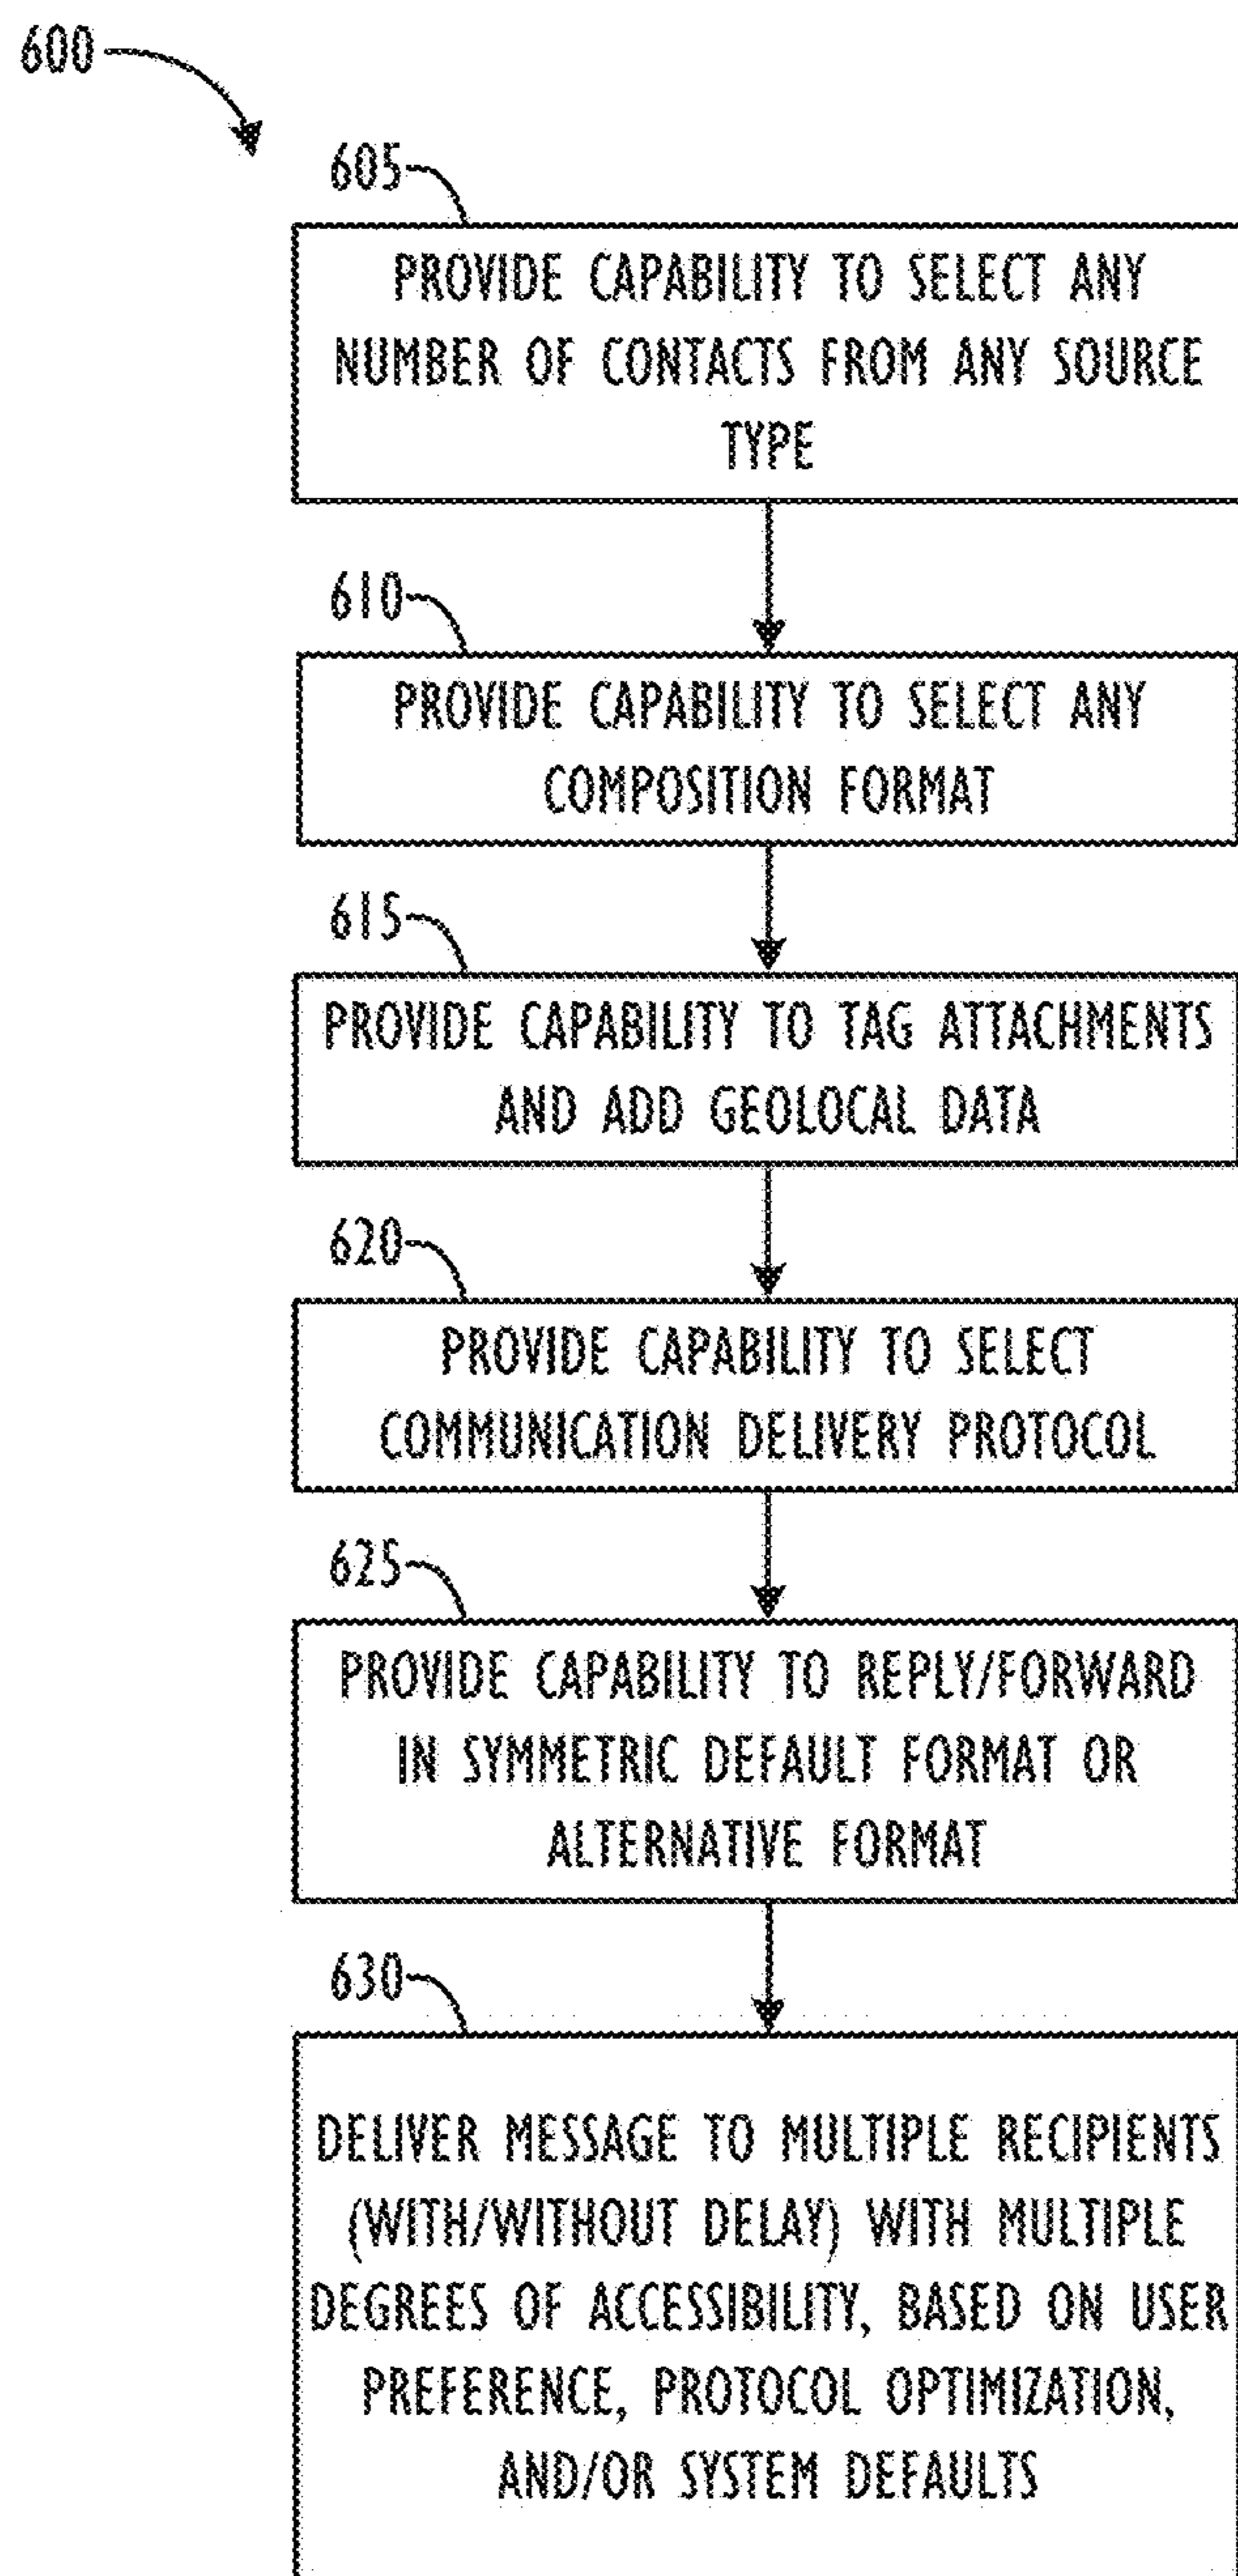 600
605
PROVIDE CAPABILITY TO SELECT ANY
NUMBER OF CONTACTS FROM ANY SOURCE
TYPE
610
PROVIDE CAPABILITY TO SELECT ANY
COMPOSITION FORMAT
615
PROVIDE CAPABILITY TO TAG ATTACHMENTS
AND ADD GEOLOCAL DATA
620
PROVIDE CAPABILITY TO SELECT
COMMUNICATION DELIVERY PROTOCOL
625
PROVIDE CAPABILITY TO REPLY/FORWARD
IN SYMMETRIC DEFAULT FORMAT OR
ALTERNATIVE FORMAT
630
DELIVER MESSAGE TO MULTIPLE RECIPIENTS
(WITH/WITHOUT DELAY) WITH MULTIPLE
DEGREES OF ACCESSIBILITY, BASED ON USER
PREFERENCE, PROTOCOL OPTIMIZATION,
AND/OR SYSTEM DEFAULTS